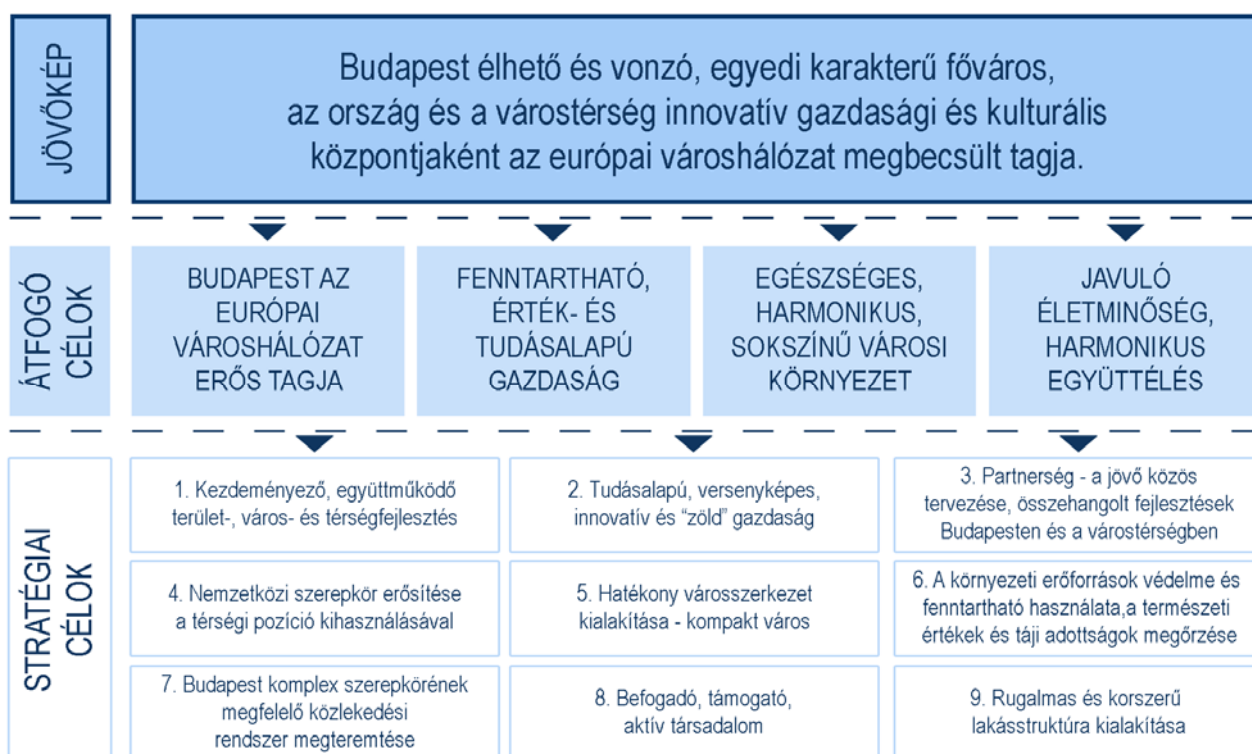 JÖVŐKÉP
Budapest élhető és vonzó, egyedi karakterű főváros,
az ország és a várostérség innovatív gazdasági és kulturális
központjaként az európai városhálózat megbecsült tagja.
ÁTFOGÓ
CÉLOK
BUDAPEST AZ
EURÓPAI
VÁROSHÁLÓZAT
ERŐS TAGJA
FENNTARTHATÓ,
ÉRTÉK- ÉS
TUDÁSALAPÚ
GAZDASÁG
EGÉSZSÉGES,
HARMONIKUS,
SOKSZÍNŰ VÁROSI
KÖRNYEZET
JAVULÓ
ÉLETMINŐSÉG,
HARMONIKUS
EGYÜTTÉLÉS
STRATÉGIAI
CÉLOK
1. Kezdeményező, együttműködő
terület-, város- és térségfejlesztés
2. Tudásalapú, versenyképes,
innovatív és “zöld” gazdaság
3. Partnerség - a jövő közös
tervezése, összehangolt fejlesztések
Budapesten és a várostérségben
4. Nemzetközi szerepkör erősítése
a térségi pozíció kihasználásával
5. Hatékony városszerkezet
kialakítása - kompakt város
6. A környezeti erőforrások védelme és
fenntartható használata,a természeti
értékek és táji adottságok megőrzése
7. Budapest komplex szerepkörének
megfelelő közlekedési
rendszer megteremtése
8. Befogadó, támogató,
aktív társadalom
9. Rugalmas és korszerű
lakásstruktúra kialakítása